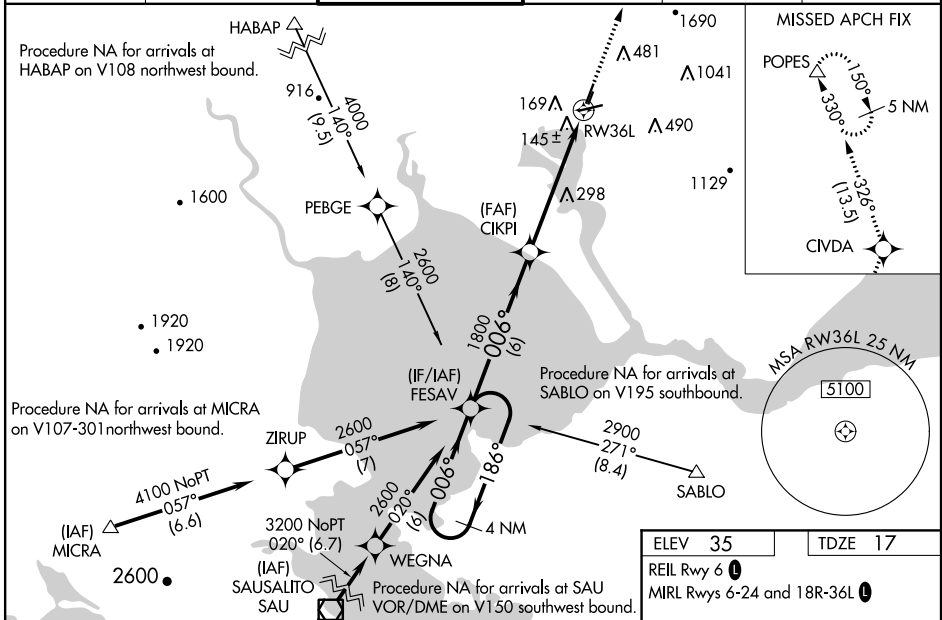 HABAP
Procedure NA for arrivals at
HABAP on V108 northwest bound.
916
4000
140°
(9.5)
1690
481
1041
169
145±
RW36L
490
1129
298
MISSED APCH FIX
POPES
150°
330°
5 NM
326°
(13.5)
CIVDA
1600
PEBGE
(FAF)
CIKPI
2600
140°
(8)
1920
1920
1800
006°
(6)
(IF/IAF)
FESAV
Procedure NA for arrivals at
SABLO on V195 southbound.
MSA RW36L 25 NM
5100
Procedure NA for arrivals at MICRA
on V107-301northwest bound.
ZIRUP
2600
057°
(7)
2900
271°
(8.4)
SABLO
4100 NoPT
057°
(6.6)
(IAF)
MICRA
2600
020°
(6)
006°
186°
4 NM
3200 NoPT
020° (6.7)
WEGNA
2600
(IAF)
SAUSALITO
SAU
Procedure NA for arrivals at SAU
VOR/DME on V150 southwest bound.
ELEV 35
TDZE 17
REIL Rwy 6 L
MIRL Rwys 6-24 and 18R-36L L